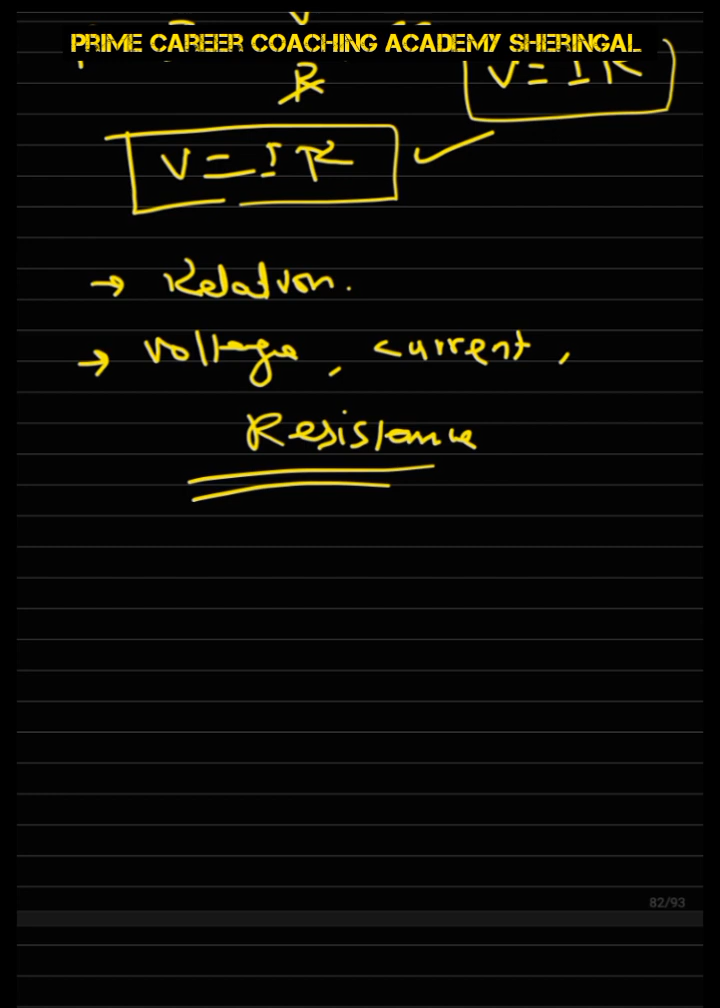 PRIME CAREER COACHING ACADEMY SHERINGAL
V = IR
R
V = IR
→ Relation.
→ Voltage, current,
Resistance
82/93